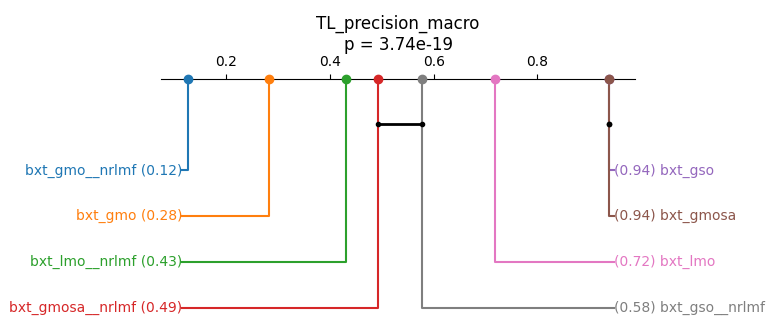 TL_precision_macro
p = 3.74e-19
0.2 0.4 0.6 0.8
bxt_gmo__nrlmf (0.12) (0.94) bxt_gso
bxt_gmo (0.28) (0.94) bxt_gmosa
bxt_lmo__nrlmf (0.43) (0.72) bxt_lmo
bxt_gmosa__nrlmf (0.49) (0.58) bxt_gso__nrlmf